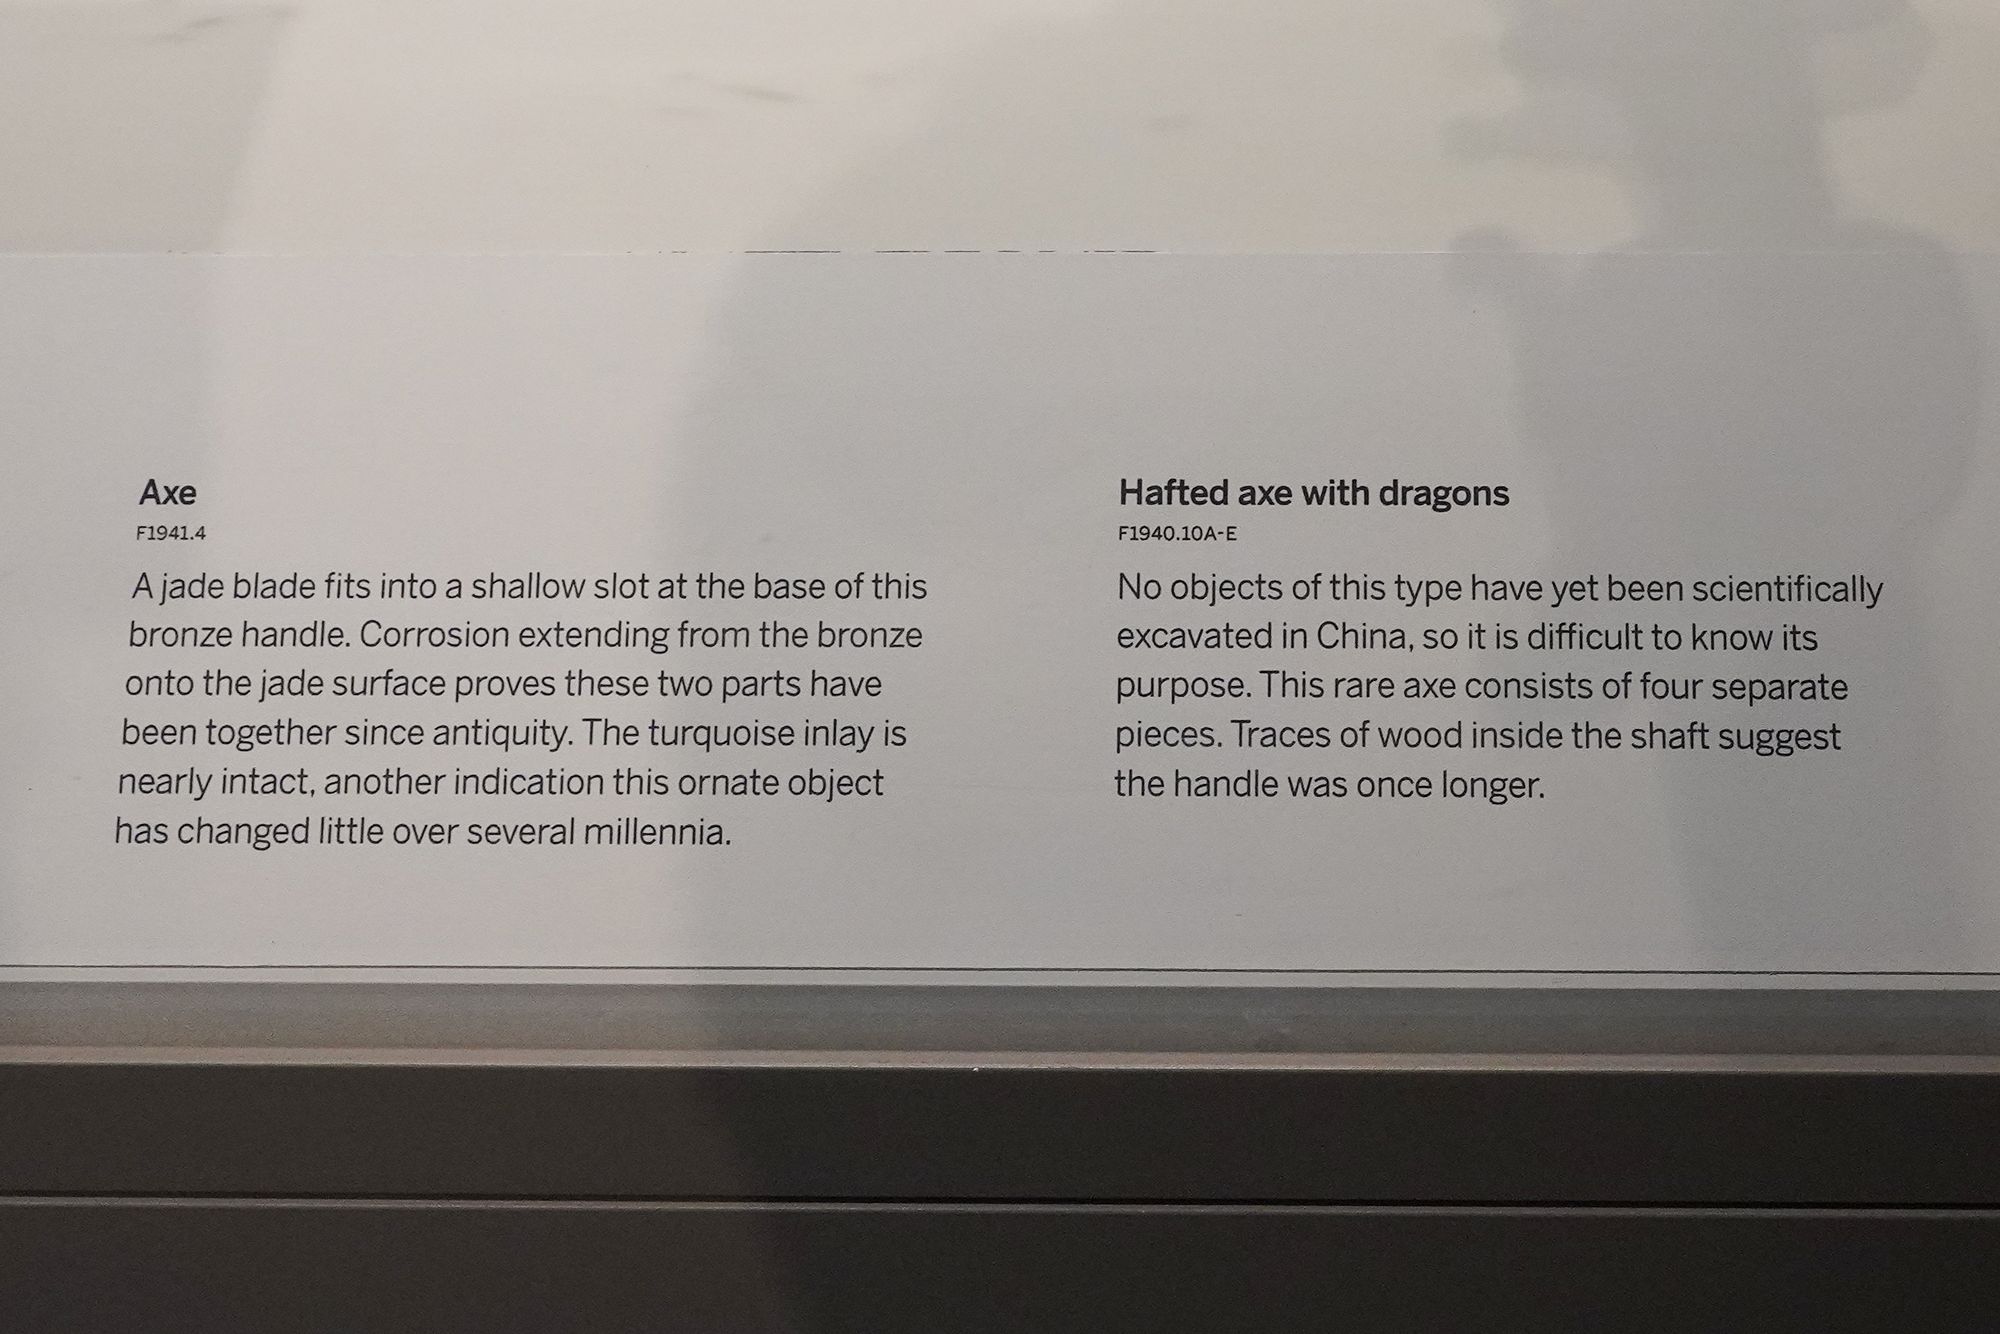 Axe
F1941.4
A jade blade fits into a shallow slot at the base of this
bronze handle. Corrosion extending from the bronze
onto the jade surface proves these two parts have
been together since antiquity. The turquoise inlay is
nearly intact, another indication this ornate object
has changed little over several millennia.
Hafted axe with dragons
F1940.10A-E
No objects of this type have yet been scientifically
excavated in China, so it is difficult to know its
purpose. This rare axe consists of four separate
pieces. Traces of wood inside the shaft suggest
the handle was once longer.